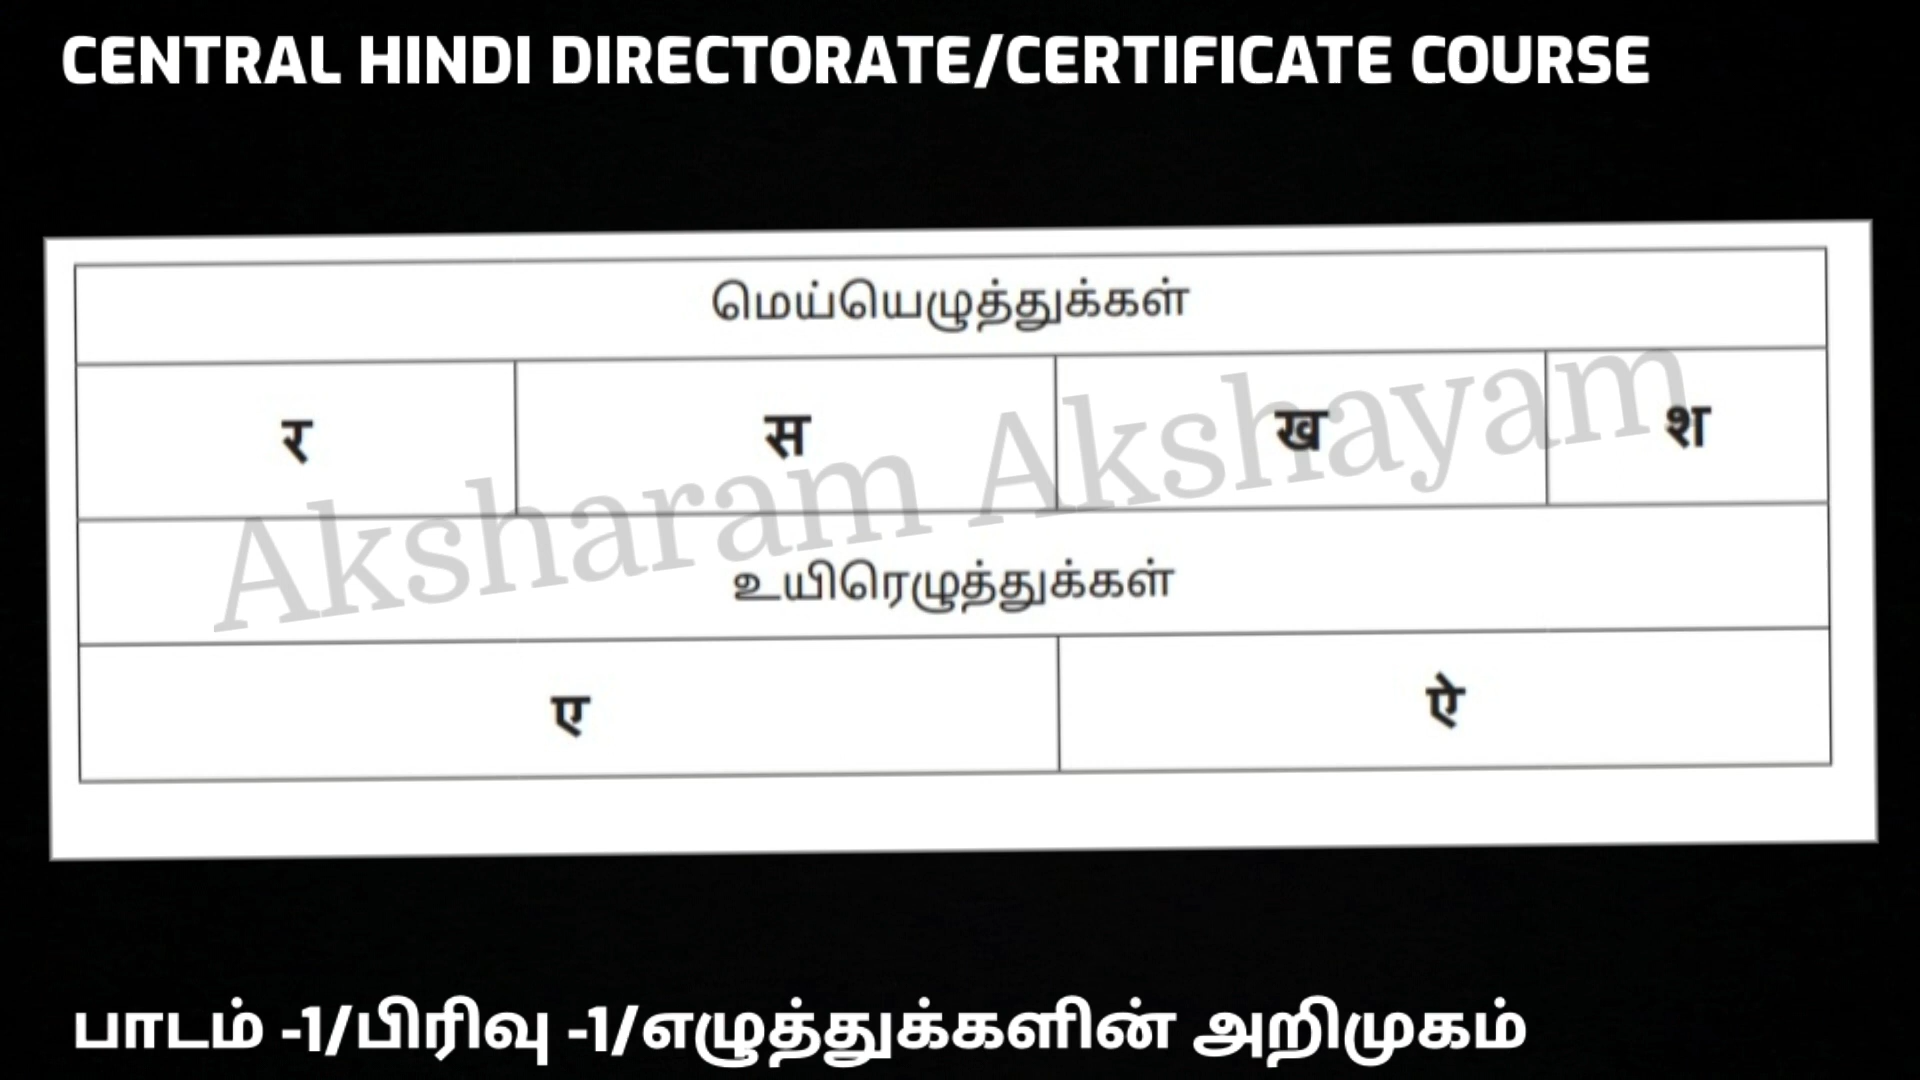 CENTRAL HINDI DIRECTORATE/CERTIFICATE COURSE
மெய்யெழுத்துக்கள்
र स ख श
Aksharam Akshayam
உயிரெழுத்துக்கள்
ए ऐ
பாடம் -1/பிரிவு -1/எழுத்துக்களின் அறிமுகம்